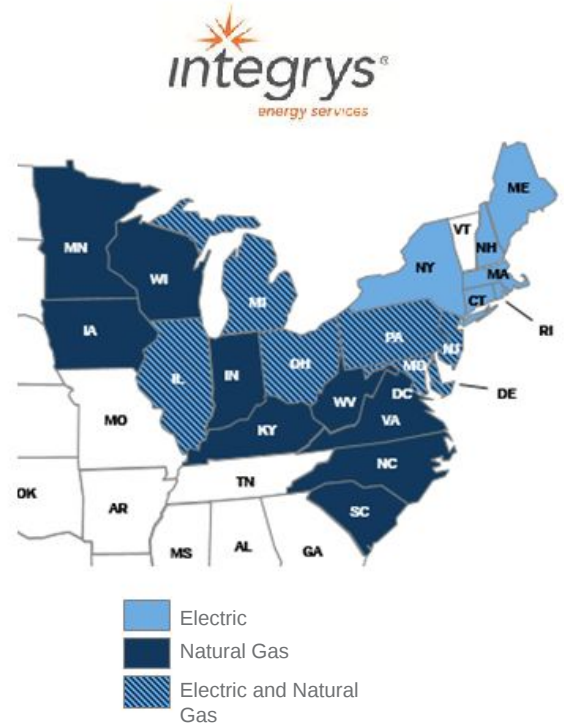 integrys®
energy services
ME
VT
NH
MN
NY
MA
WI
CT
MI
RI
IA
PA
OH
NJ
IL
IN
MD
DE
WV
DC
VA
MO
KY
NC
TN
OK
AR
SC
MS
AL
GA
Electric
Natural Gas
Electric and Natural
Gas